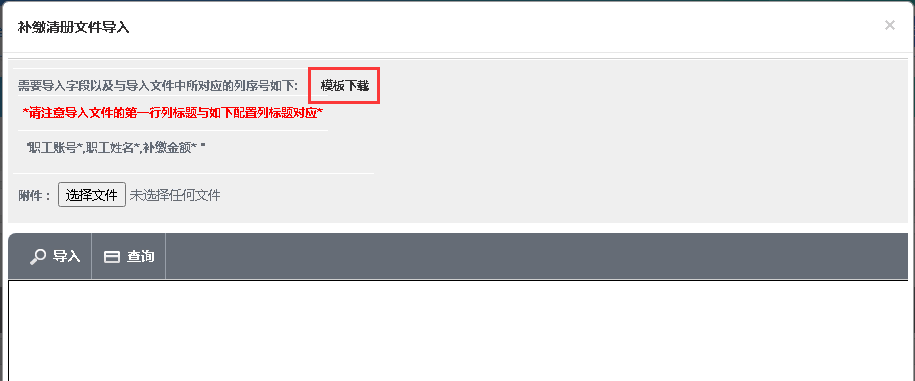 补缴清册文件导入 ×
需要导入字段以及与导入文件中所对应的列序号如下: 模板下载
*请注意导入文件的第一行列标题与如下配置列标题对应*
"职工账号*,职工姓名*,补缴金额* "
附件： 选择文件 未选择任何文件
导入 查询